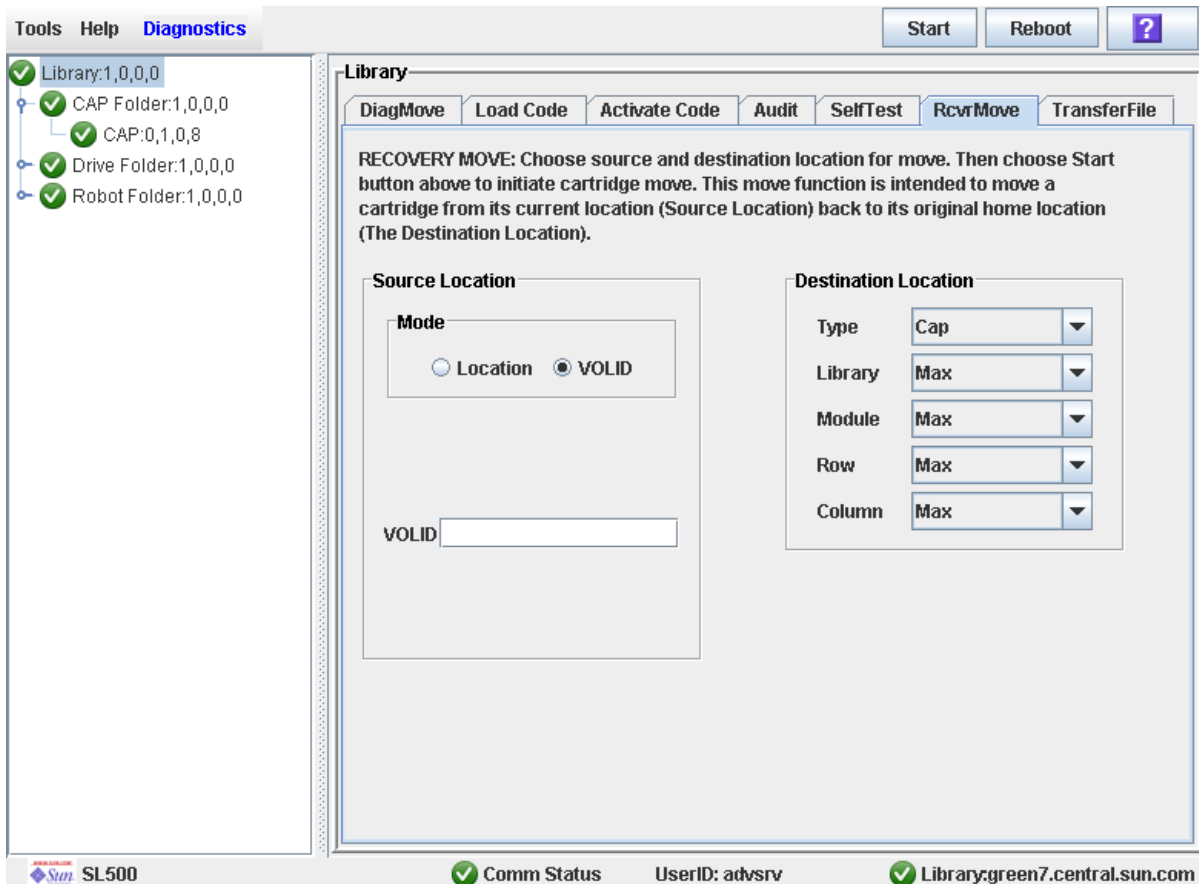 Tools Help Diagnostics
Start Reboot ?
Library:1,0,0,0
CAP Folder:1,0,0,0
CAP:0,1,0,8
Drive Folder:1,0,0,0
Robot Folder:1,0,0,0
Library
DiagMove Load Code Activate Code Audit SelfTest RcvrMove TransferFile
RECOVERY MOVE: Choose source and destination location for move. Then choose Start
button above to initiate cartridge move. This move function is intended to move a
cartridge from its current location (Source Location) back to its original home location
(The Destination Location).
Source Location
Mode
Location VOLID
VOLID
Destination Location
Type Cap
Library Max
Module Max
Row Max
Column Max
Sun SL500 Comm Status UserID: advsrv Library:green7.central.sun.com